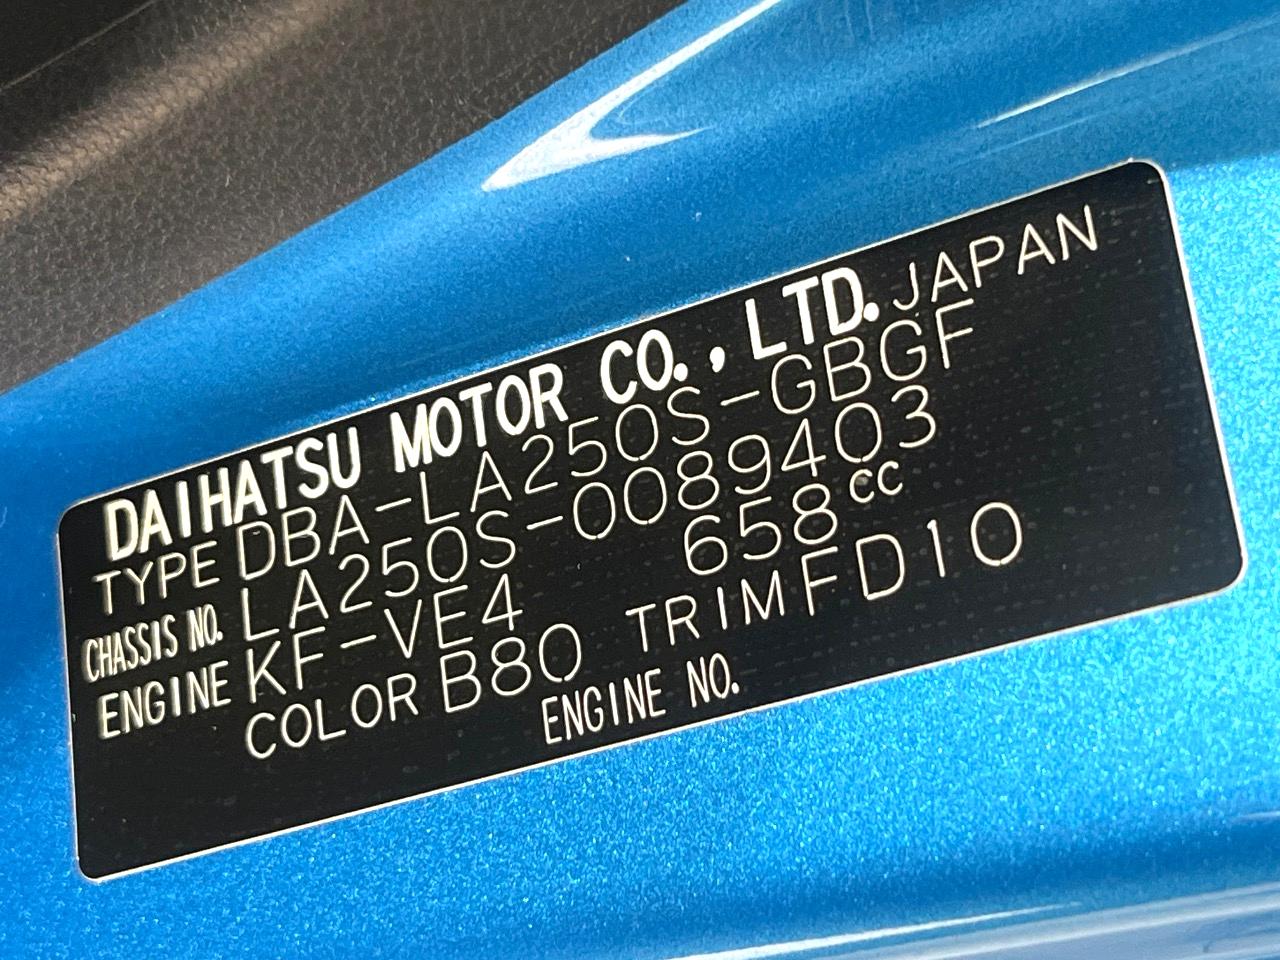 DAIHATSU MOTOR CO., LTD. JAPAN
TYPE DBA-LA250S-GBGF
CHASSIS NO. LA250S-0089403
ENGINE KF-VE4 658cc
COLOR B80 TRIM FD10
ENGINE NO.